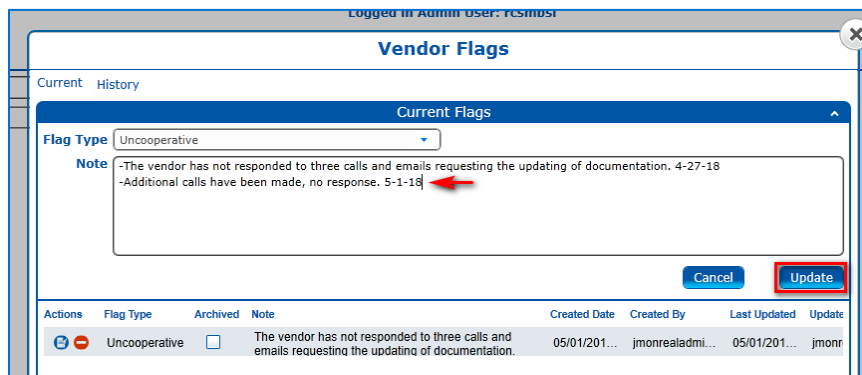 Logged in Admin User: rcsmbsi
Vendor Flags
Current History
Current Flags
Flag Type Uncooperative
Note -The vendor has not responded to three calls and emails requesting the updating of documentation. 4-27-18
-Additional calls have been made, no response. 5-1-18
Cancel Update
Actions Flag Type Archived Note Created Date Created By Last Updated Update
Uncooperative The vendor has not responded to three calls and 05/01/201... jmonrealadmi... 05/01/201... jmonr
emails requesting the updating of documentation.